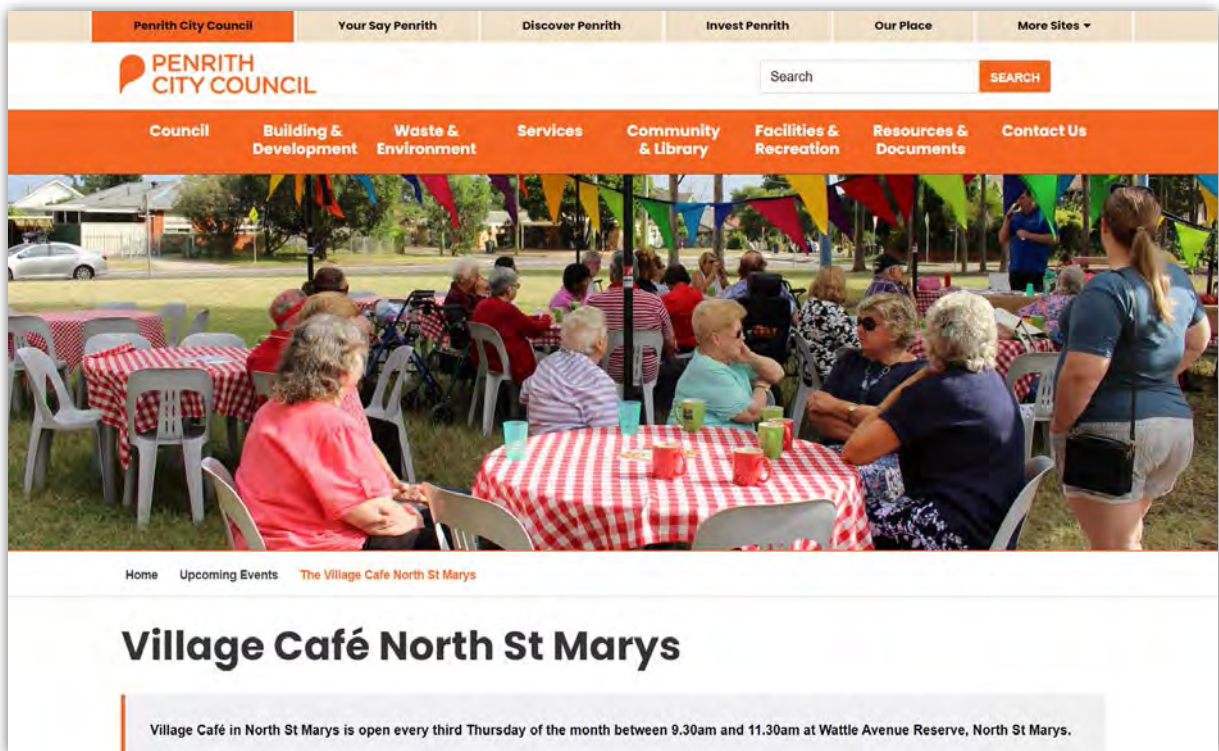 Penrith City Council Your Say Penrith Discover Penrith Invest Penrith Our Place More Sites
PENRITH
CITY COUNCIL
Search SEARCH
Council Building & Development Waste & Environment Services Community & Library Facilities & Recreation Resources & Documents Contact Us
Home Upcoming Events The Village Cafe North St Marys
Village Café North St Marys
Village Café in North St Marys is open every third Thursday of the month between 9.30am and 11.30am at Wattle Avenue Reserve, North St Marys.